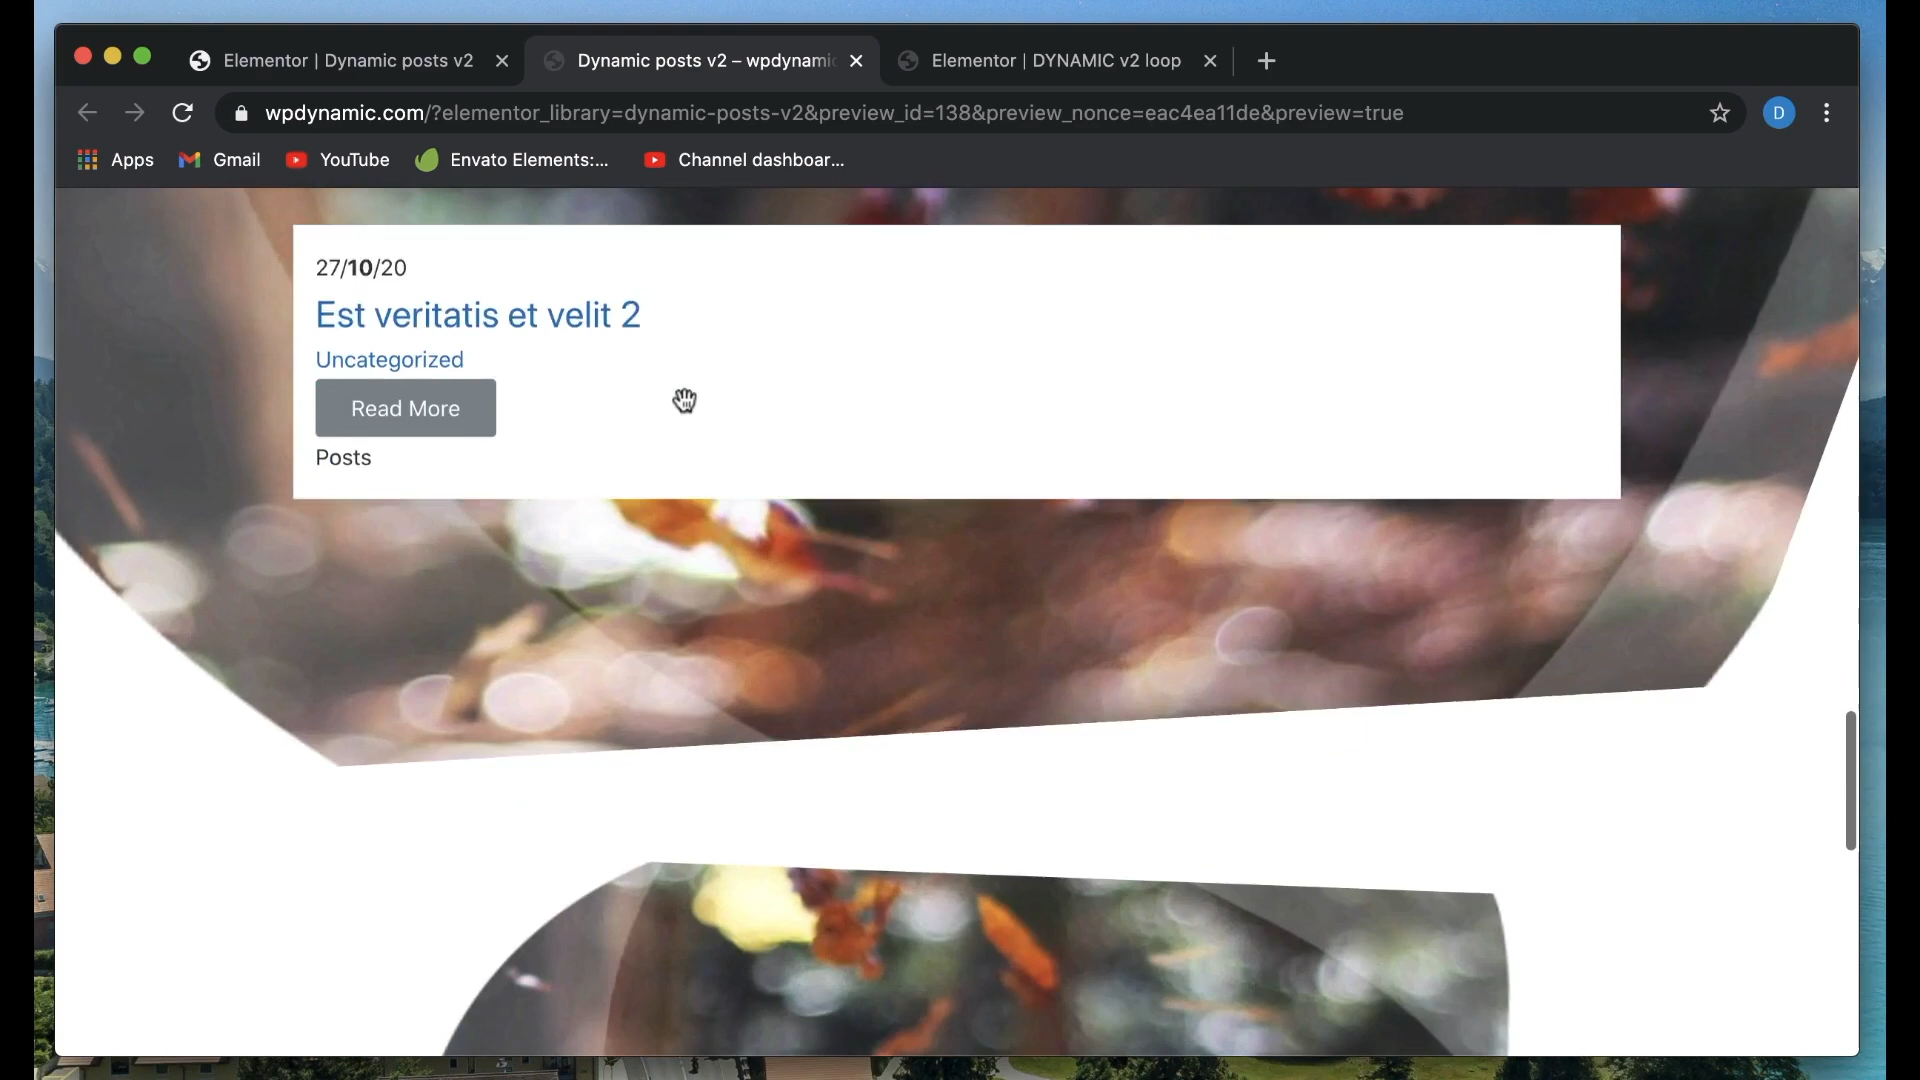 Elementor | Dynamic posts v2
Dynamic posts v2 – wpdynamic
Elementor | DYNAMIC v2 loop
wpdynamic.com/?elementor_library=dynamic-posts-v2&preview_id=138&preview_nonce=eac4ea11de&preview=true
D
Apps
Gmail
YouTube
Envato Elements:...
Channel dashboar...
27/10/20
Est veritatis et velit 2
Uncategorized
Read More
Posts